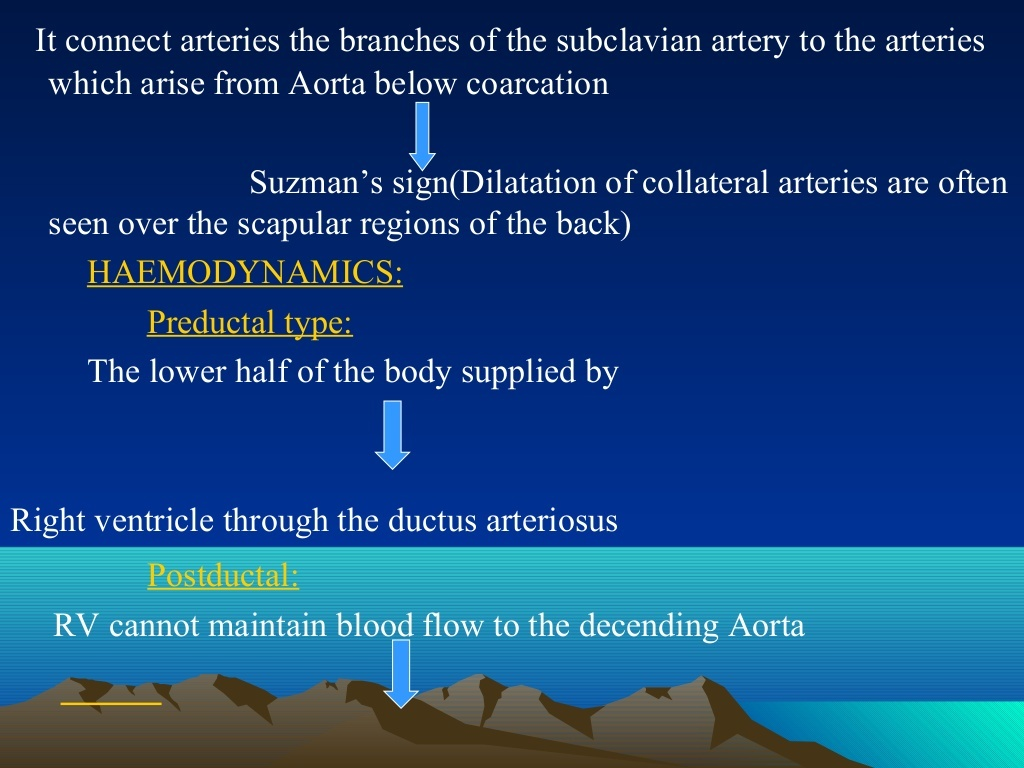 It connect arteries the branches of the subclavian artery to the arteries
which arise from Aorta below coarcation
Suzman’s sign(Dilatation of collateral arteries are often
seen over the scapular regions of the back)
HAEMODYNAMICS:
Preductal type:
The lower half of the body supplied by
Right ventricle through the ductus arteriosus
Postductal:
RV cannot maintain blood flow to the decending Aorta